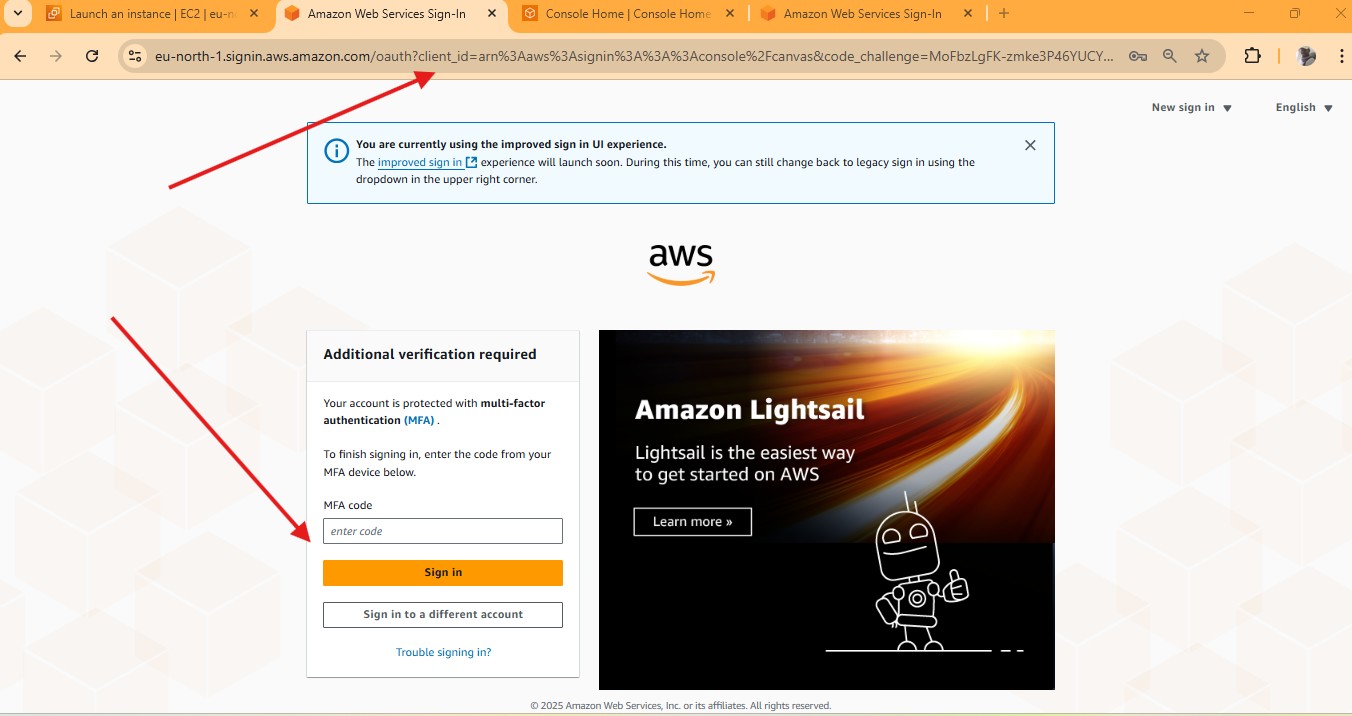 Launch an instance | EC2 | eu-n
Amazon Web Services Sign-In
Console Home | Console Home
Amazon Web Services Sign-In
eu-north-1.signin.aws.amazon.com/oauth?client_id=arn%3Aaws%3Asignin%3A%3A%3Aconsole%2Fcanvas&code_challenge=MoFbzLgFK-zmke3P46YUCY...
New sign in
English
You are currently using the improved sign in UI experience.
The improved sign in experience will launch soon. During this time, you can still change back to legacy sign in using the
dropdown in the upper right corner.
aws
Additional verification required
Your account is protected with multi-factor
authentication (MFA) .
To finish signing in, enter the code from your
MFA device below.
MFA code
enter code
Sign in
Sign in to a different account
Trouble signing in?
Amazon Lightsail
Lightsail is the easiest way
to get started on AWS
Learn more »
© 2025 Amazon Web Services, Inc. or its affiliates. All rights reserved.